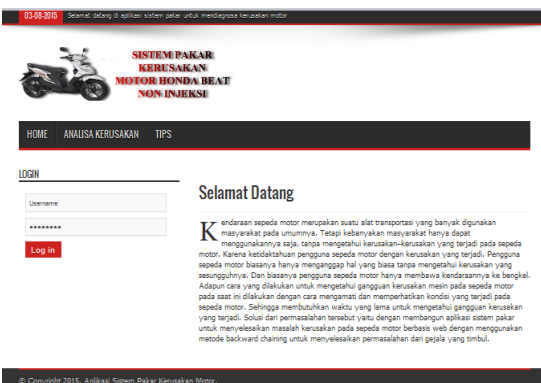 03-08-2015 Selamat datang di aplikasi sistem pakar untuk mendiagnosa kerusakan motor
SISTEM PAKAR
KERUSAKAN
MOTOR HONDA BEAT
NON INJEKSI
HOME ANALISA KERUSAKAN TIPS
LOGIN
Username
********
Log in
Selamat Datang
Kendaraan sepeda motor merupakan suatu alat transportasi yang banyak digunakan
masyarakat pada umumnya. Tetapi kebanyakan masyarakat hanya dapat
menggunakannya saja, tanpa mengetahui kerusakan–kerusakan yang terjadi pada sepeda
motor. Karena ketidaktahuan pengguna sepeda motor dengan kerusakan yang terjadi. Pengguna
sepeda motor biasanya hanya menganggap hal yang biasa tanpa mengetahui kerusakan yang
sesungguhnya. Dan biasanya pengguna sepeda motor hanya membawa kendaraannya ke bengkel.
Adapun cara yang dilakukan untuk mengetahui gangguan kerusakan mesin pada sepeda motor
pada saat ini dilakukan dengan cara mengamati dan memperhatikan kondisi yang terjadi pada
sepeda motor. Sehingga membutuhkan waktu yang lama untuk mengetahui gangguan kerusakan
yang terjadi. Solusi dari permasalahan tersebut yaitu dengan membangun aplikasi sistem pakar
untuk menyelesaikan masalah kerusakan pada sepeda motor berbasis web dengan menggunakan
metode backward chaining untuk menyelesaikan permasalahan dari gejala yang timbul.
© Copyright 2015. Aplikasi Sistem Pakar Kerusakan Motor.